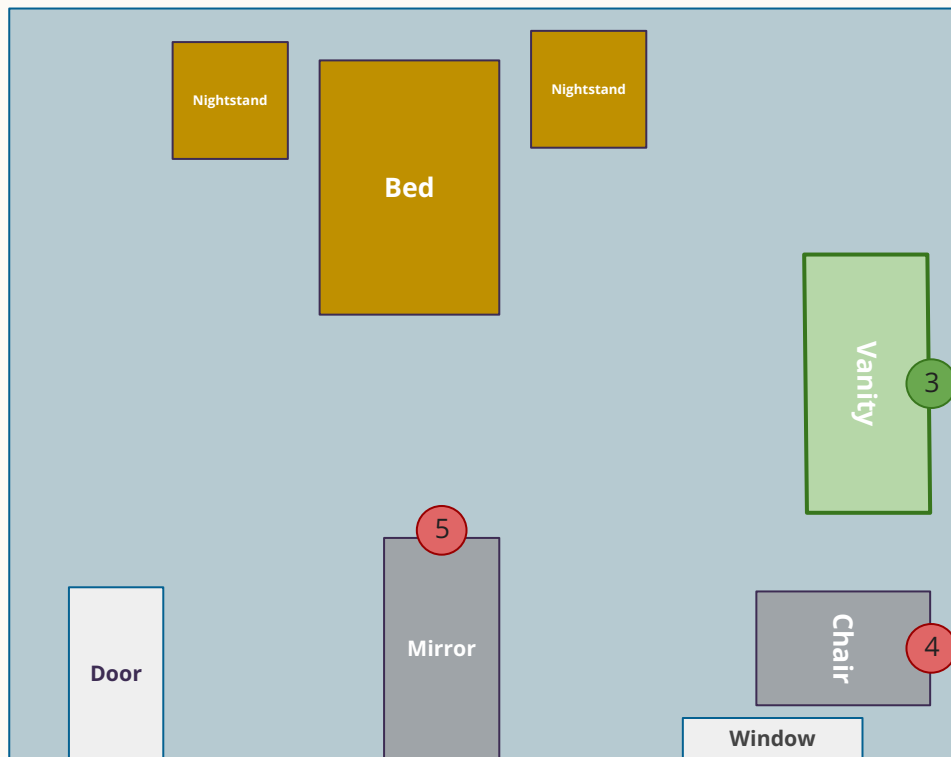 Nightstand
Nightstand
Bed
Vanity
3
5
Mirror
Chair
4
Door
Window